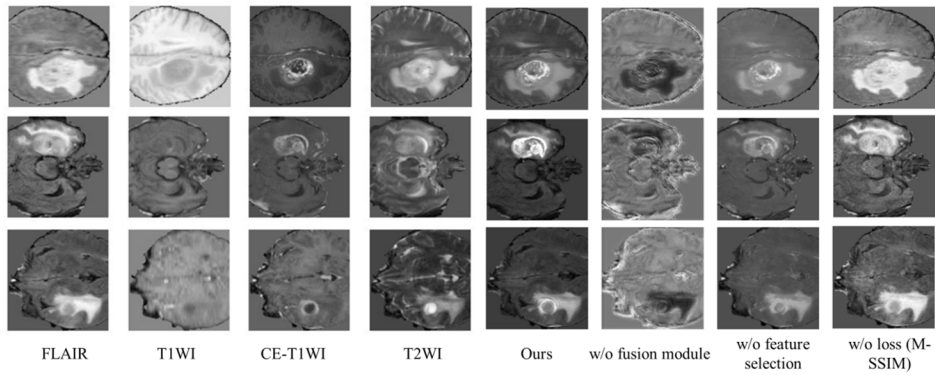 FLAIR
T1WI
CE-T1WI
T2WI
Ours
w/o fusion module
w/o feature
selection
w/o loss (M-
SSIM)